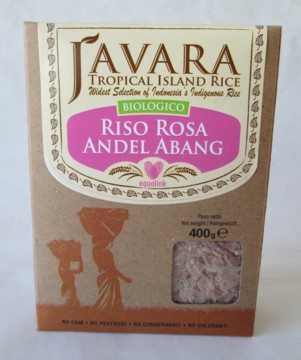 JAVARA
TROPICAL ISLAND RICE
Widest Selection of Indonesia's Indigenous Rice
BIOLOGICO
RISO ROSA
ANDEL ABANG
equolink
Peso netto
Net weight / Nettogewicht
400g e
NO OGM • NO PESTICIDI • NO CONSERVANTI • NO COLORANTI